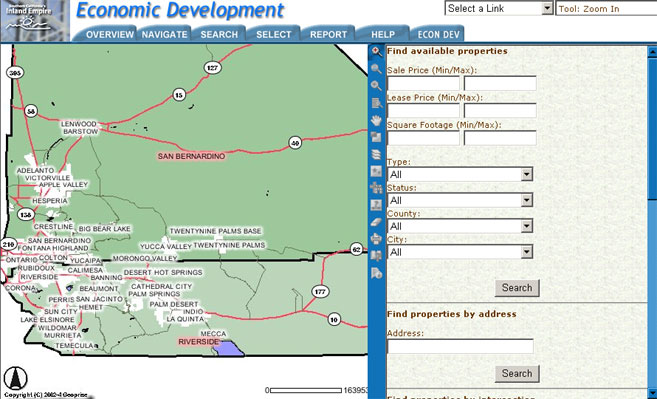 Southern California's
Inland Empire
Economic Development
Select a Link
Tool: Zoom In
OVERVIEW NAVIGATE SEARCH SELECT REPORT HELP ECON DEV
127
395
15
58
LENWOOD
BARSTOW
40
SAN BERNARDINO
ADELANTO
VICTORVILLE
APPLE VALLEY
HESPERIA
138
CRESTLINE
BIG BEAR LAKE
TWENTYNINE PALMS BASE
210
SAN BERNARDINO
YUCCA VALLEY
TWENTYNINE PALMS
FONTANA HIGHLAND
62
ONTARIO
COLTON
YUCAIPA
MORONGO VALLEY
RUBIDOUX
CALIMESA
DESERT HOT SPRINGS
RIVERSIDE
BANNING
CORONA
BEAUMONT
CATHEDRAL CITY
PALM SPRINGS
177
PERRIS
SAN JACINTO
HEMET
PALM DESERT
SUN CITY
INDIO
LAKE ELSINORE
LA QUINTA
10
WILDOMAR
MURRIETA
MECCA
TEMECULA
RIVERSIDE
0
163953
Copyright (C) 2002-4 Geoprise
Find available properties
Sale Price (Min/Max):
Lease Price (Min/Max):
Square Footage (Min/Max):
Type:
All
Status:
All
County:
All
City:
All
Search
Find properties by address
Address:
Search
Find properties by intersection